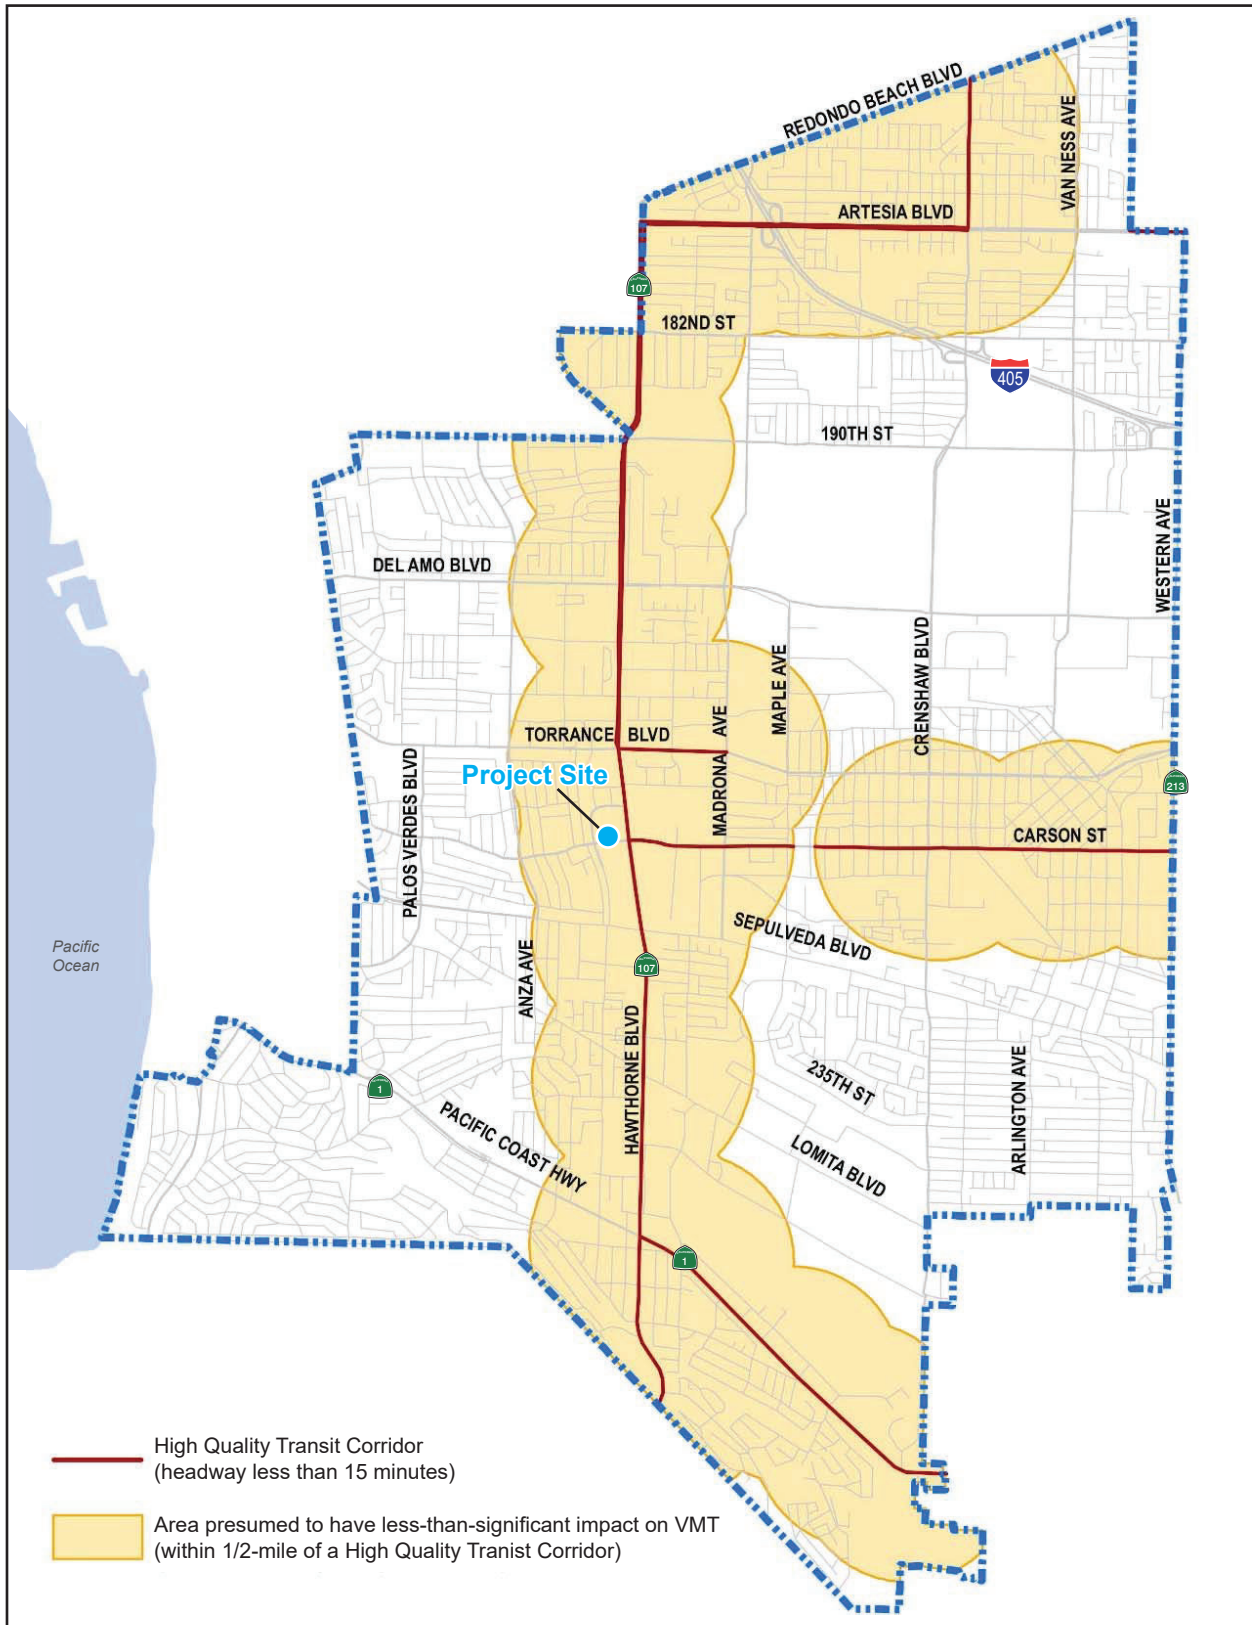 REDONDO BEACH BLVD
VAN NESS AVE
ARTESIA BLVD
107
182ND ST
405
190TH ST
DEL AMO BLVD
WESTERN AVE
CRENSHAW BLVD
MAPLE AVE
MADRONA AVE
TORRANCE BLVD
PALOS VERDES BLVD
Project Site
213
CARSON ST
SEPULVEDA BLVD
Pacific
Ocean
ANZA AVE
107
HAWTHORNE BLVD
235TH ST
ARLINGTON AVE
1
PACIFIC COAST HWY
LOMITA BLVD
1
High Quality Transit Corridor
(headway less than 15 minutes)
Area presumed to have less-than-significant impact on VMT
(within 1/2-mile of a High Quality Tranist Corridor)